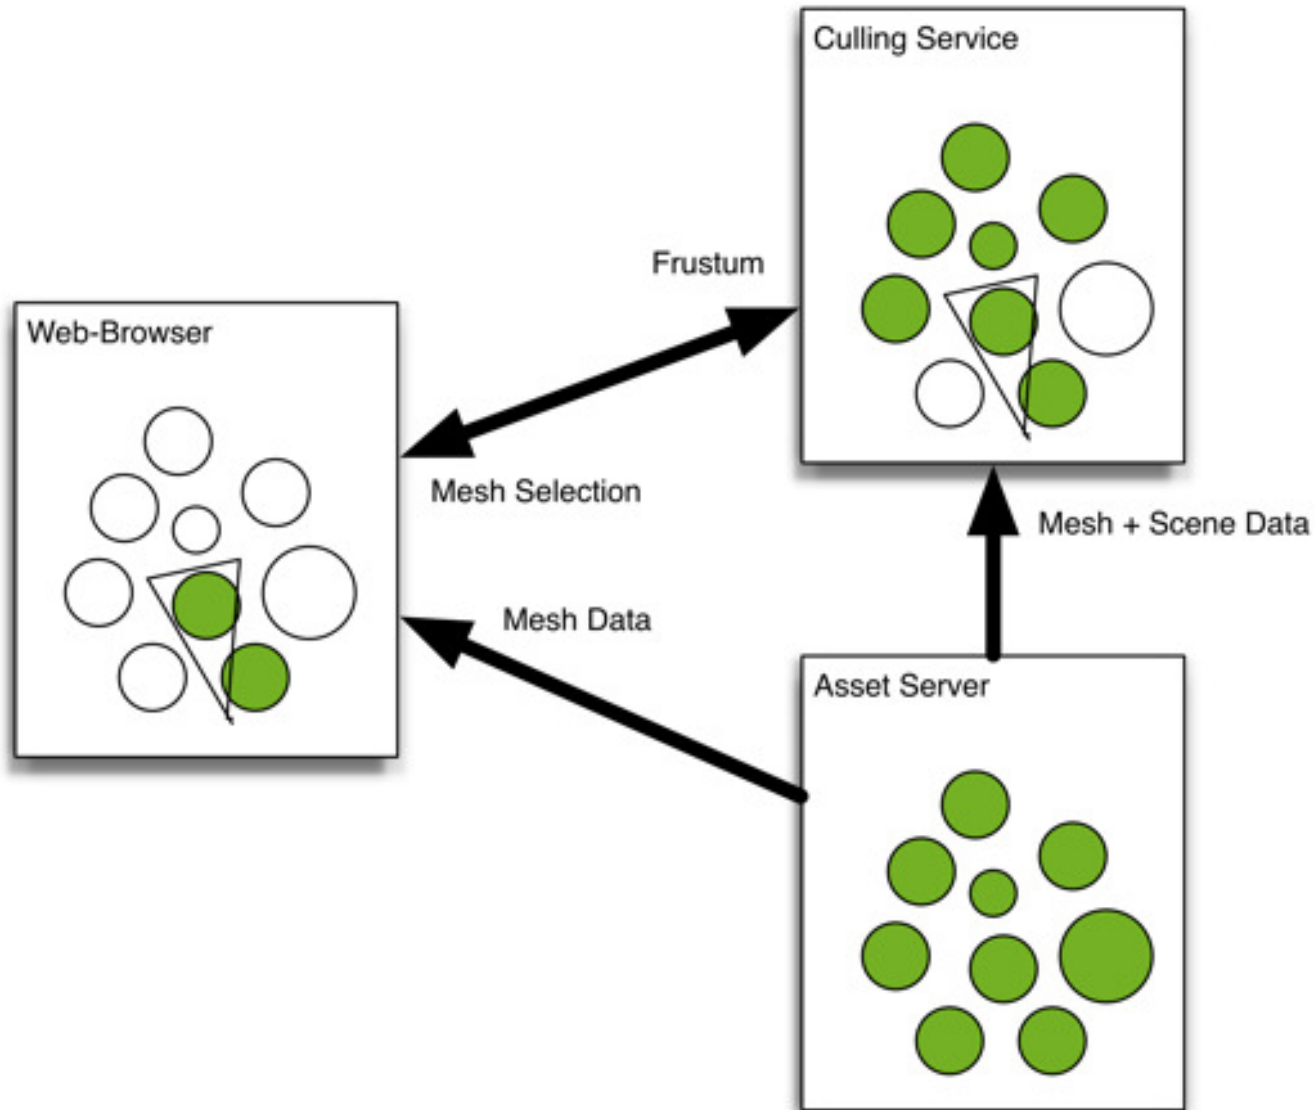 Culling Service
Frustum
Web-Browser
Mesh Selection
Mesh + Scene Data
Mesh Data
Asset Server